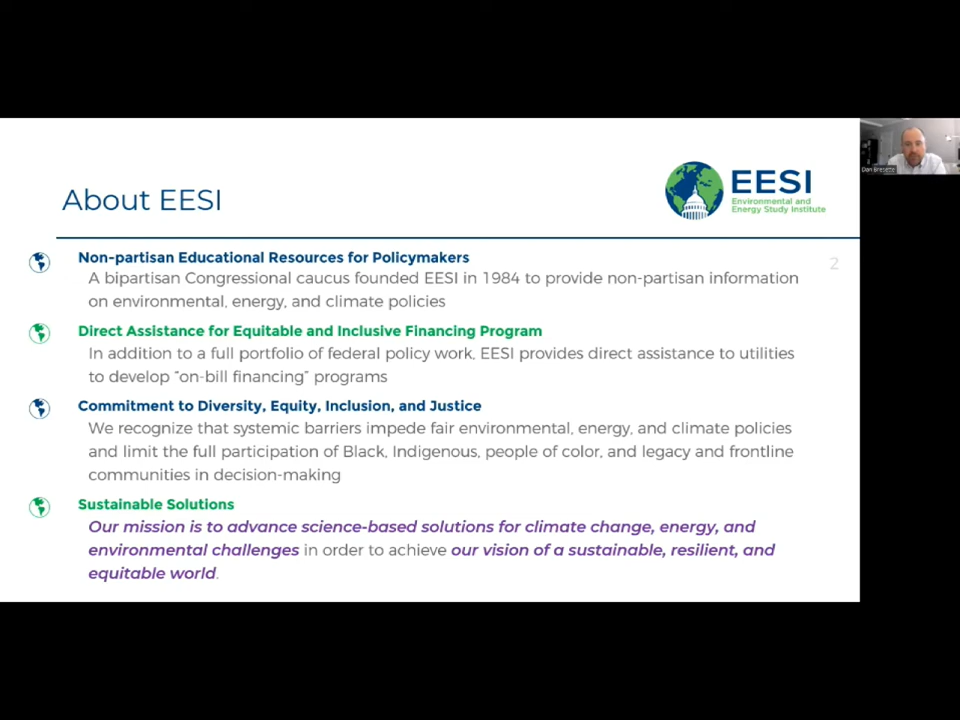 About EESI
EESI
Environmental and
Energy Study Institute
2
Non-partisan Educational Resources for Policymakers
A bipartisan Congressional caucus founded EESI in 1984 to provide non-partisan information
on environmental, energy, and climate policies
Direct Assistance for Equitable and Inclusive Financing Program
In addition to a full portfolio of federal policy work, EESI provides direct assistance to utilities
to develop “on-bill financing” programs
Commitment to Diversity, Equity, Inclusion, and Justice
We recognize that systemic barriers impede fair environmental, energy, and climate policies
and limit the full participation of Black, Indigenous, people of color, and legacy and frontline
communities in decision-making
Sustainable Solutions
Our mission is to advance science-based solutions for climate change, energy, and
environmental challenges in order to achieve our vision of a sustainable, resilient, and
equitable world.
Dan Bresette